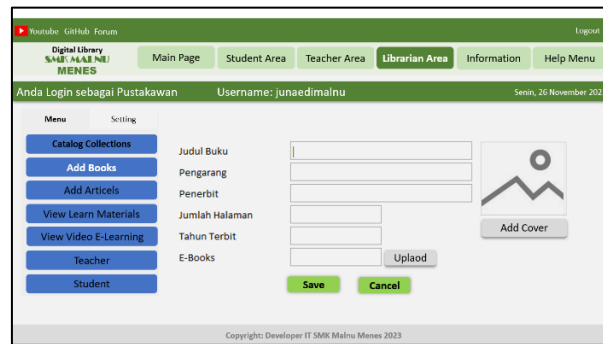 Youtube GitHub Forum Logout
Digital Library
SMK MALNU
MENES
Main Page Student Area Teacher Area Librarian Area Information Help Menu
Anda Login sebagai Pustakawan Username: junaedimalnu Senin, 26 November 202
Menu Setting
Catalog Collections
Add Books
Add Articels
View Learn Materials
View Video E-Learning
Teacher
Student
Judul Buku
Pengarang
Penerbit
Jumlah Halaman
Tahun Terbit
E-Books Uplaod
Save Cancel
Add Cover
Copyright: Developer IT SMK Malnu Menes 2023